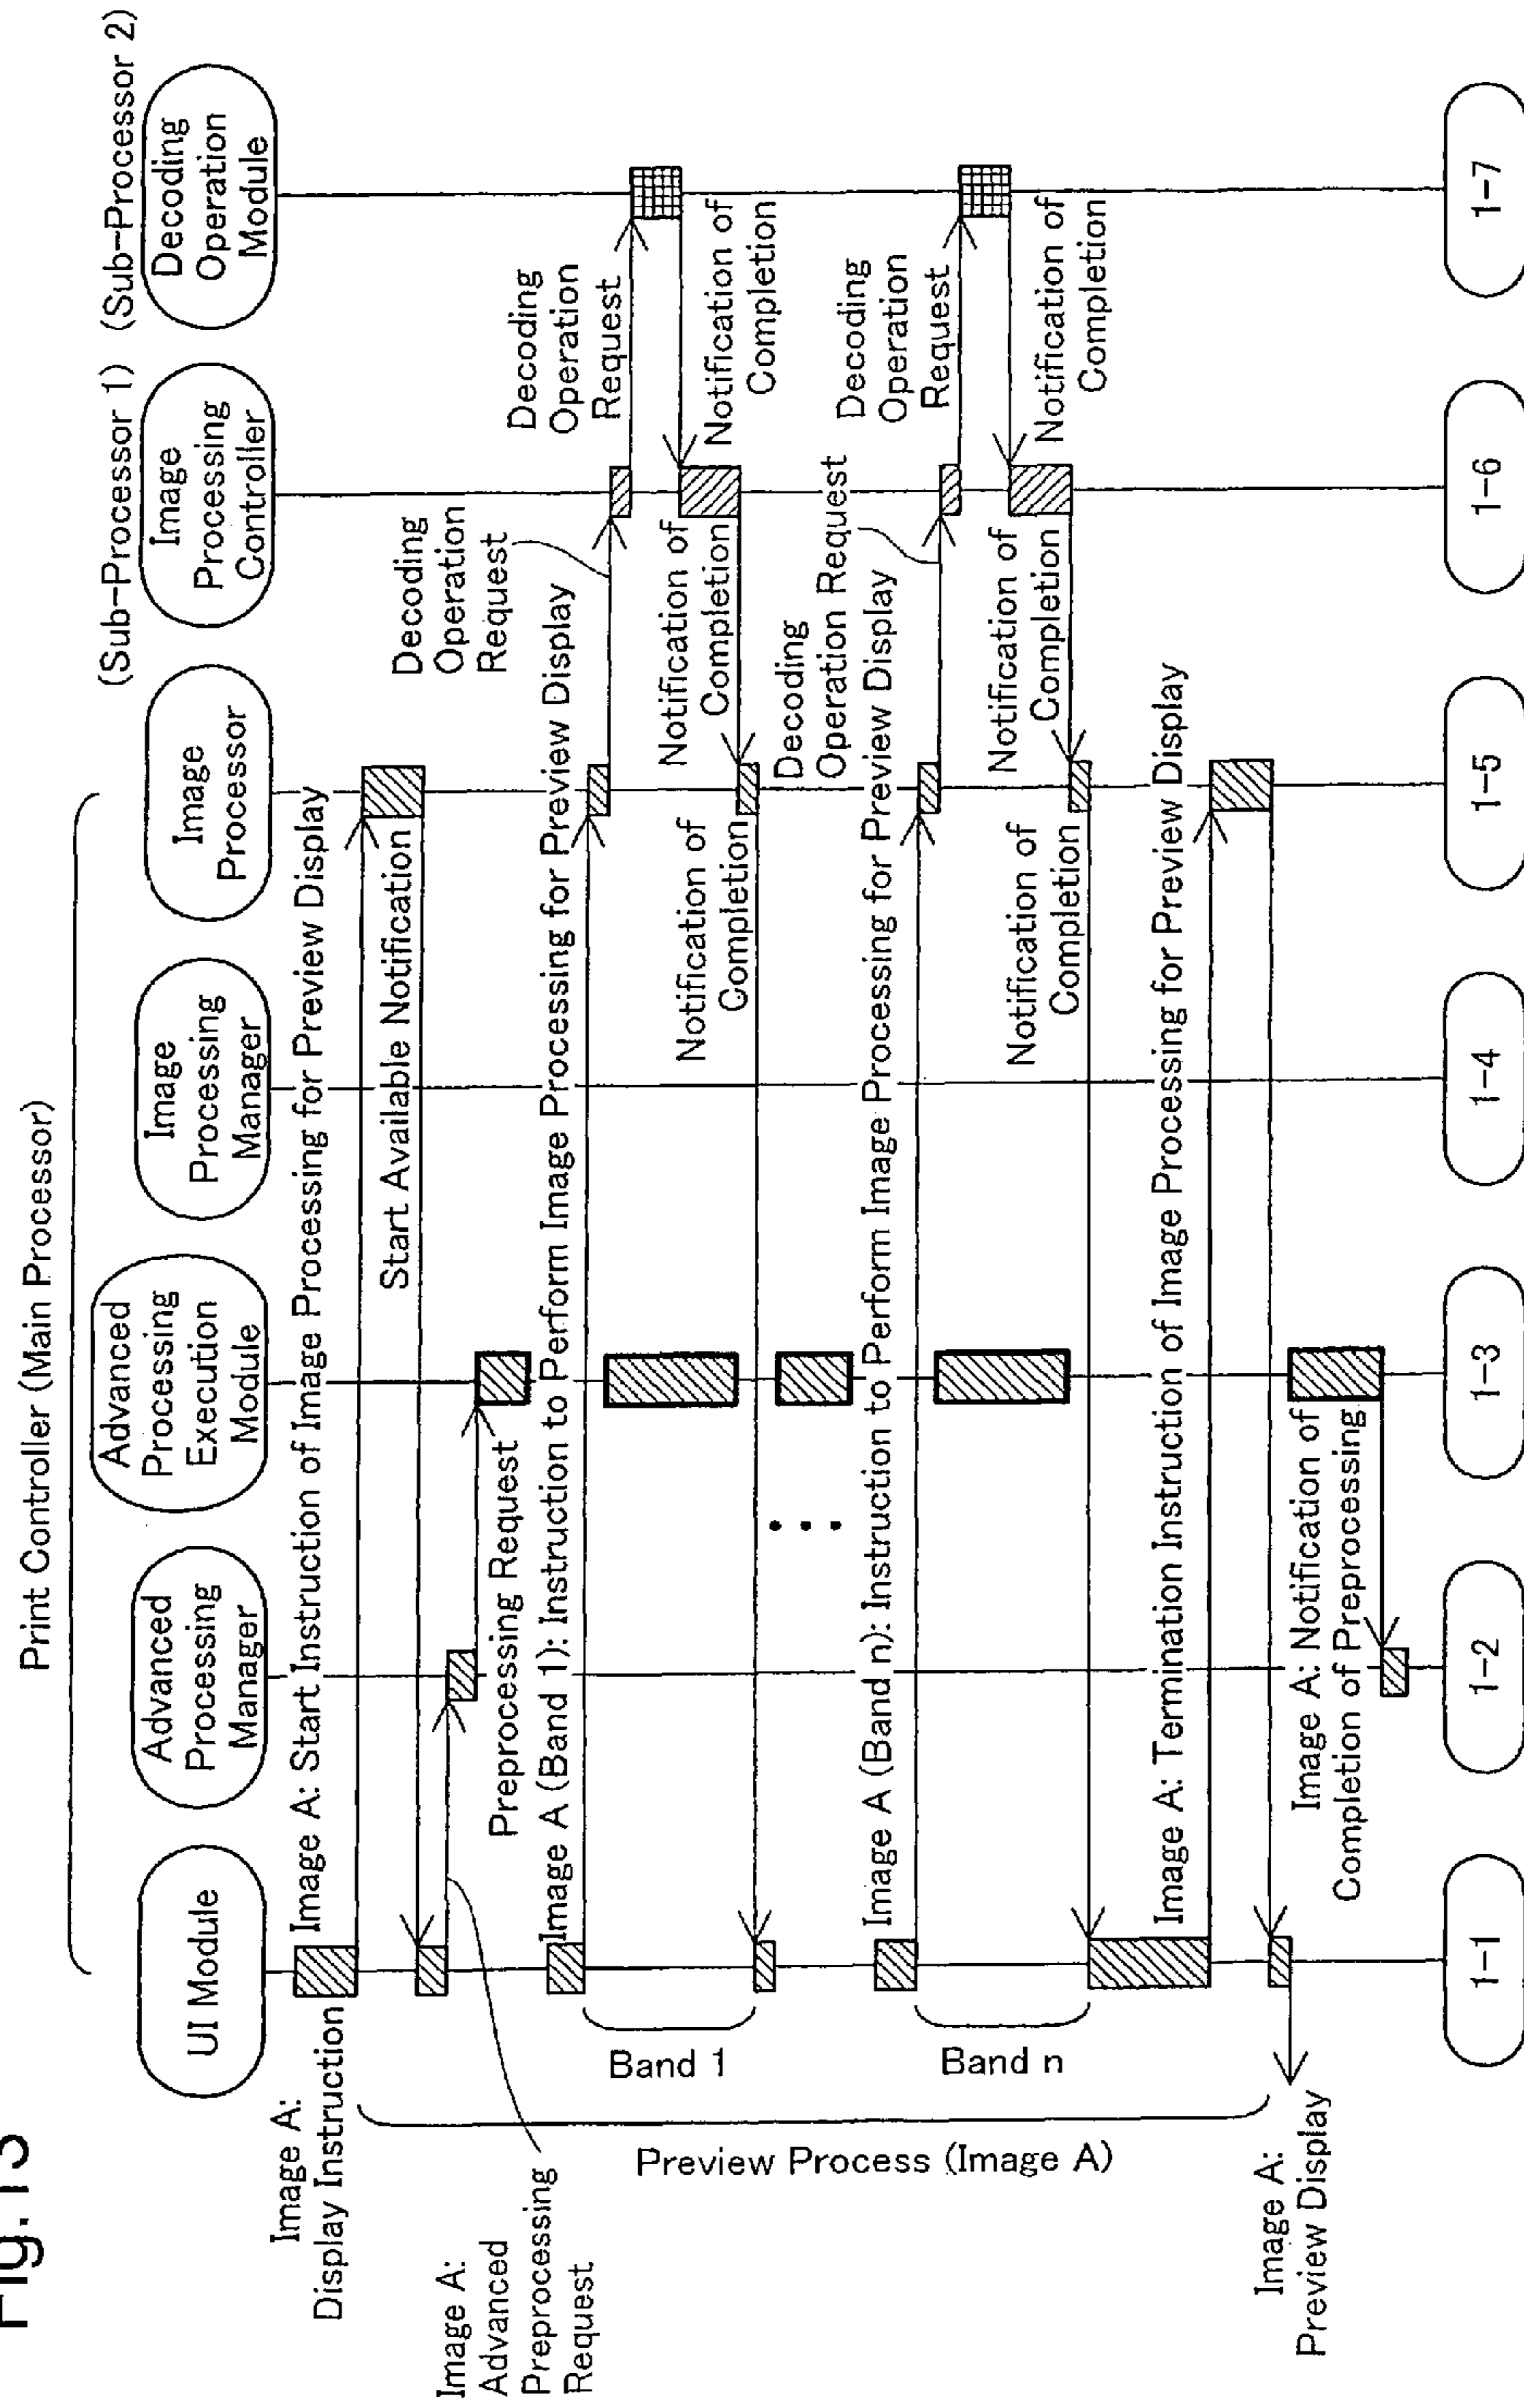 Fig.13
Print Controller (Main Processor)
(Sub-Processor 1)
(Sub-Processor 2)
UI Module
Advanced
Processing
Manager
Advanced
Processing
Execution
Module
Image
Processing
Manager
Image
Processor
Image
Processing
Controller
Decoding
Operation
Module
Image A:
Display Instruction
Image A: Start Instruction of Image Processing for Preview Display
Start Available Notification
Image A:
Advanced
Preprocessing
Request
Preprocessing Request
Image A (Band 1): Instruction to Perform Image Processing for Preview Display
Decoding
Operation
Request
Decoding
Operation
Request
Notification of
Completion
Notification of
Completion
Notification of
Completion
Band 1
Image A (Band n): Instruction to Perform Image Processing for Preview Display
Decoding
Operation Request
Decoding
Operation
Request
Notification of
Completion
Notification of
Completion
Notification of
Completion
Band n
Preview Process (Image A)
Image A: Termination Instruction of Image Processing for Preview Display
Image A:
Preview Display
Image A: Notification of
Completion of Preprocessing
1-1
1-2
1-3
1-4
1-5
1-6
1-7